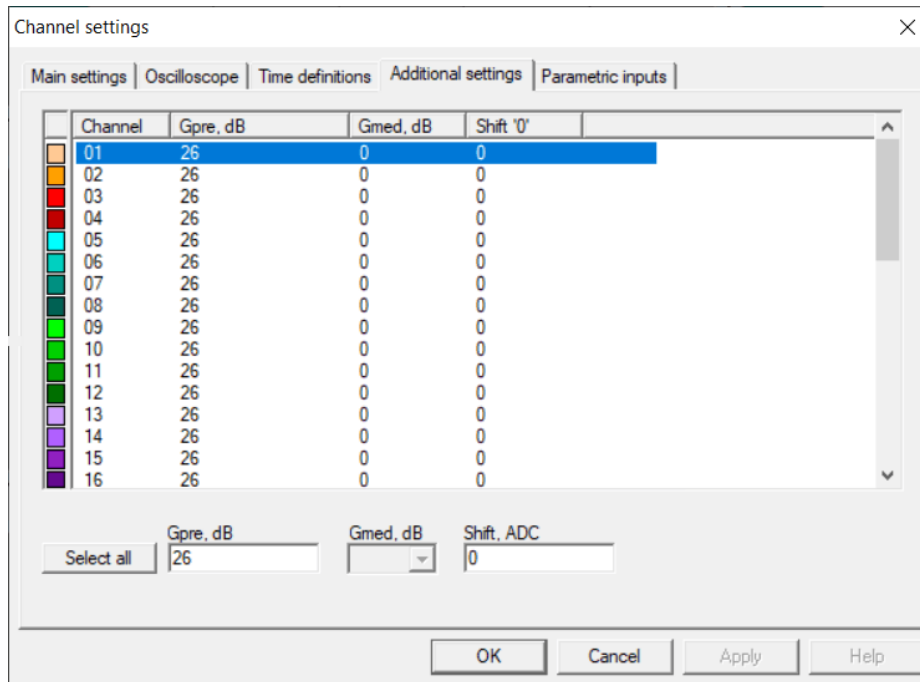 Channel settings
Main settings Oscilloscope Time definitions Additional settings Parametric inputs
Channel Gpre, dB Gmed, dB Shift '0'
01 26 0 0
02 26 0 0
03 26 0 0
04 26 0 0
05 26 0 0
06 26 0 0
07 26 0 0
08 26 0 0
09 26 0 0
10 26 0 0
11 26 0 0
12 26 0 0
13 26 0 0
14 26 0 0
15 26 0 0
16 26 0 0
Gpre, dB Gmed, dB Shift, ADC
Select all 26 0
OK Cancel Apply Help